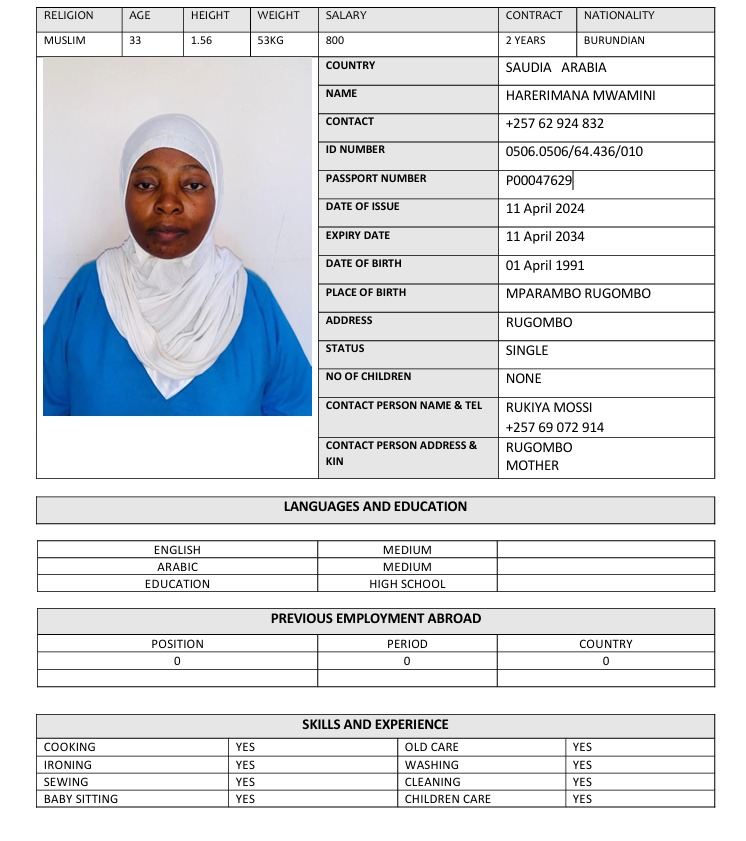 RELIGION AGE HEIGHT WEIGHT SALARY CONTRACT NATIONALITY
MUSLIM 33 1.56 53KG 800 2 YEARS BURUNDIAN
COUNTRY SAUDIA ARABIA
NAME HARERIMANA MWAMINI
CONTACT +257 62 924 832
ID NUMBER 0506.0506/64.436/010
PASSPORT NUMBER P00047629
DATE OF ISSUE 11 April 2024
EXPIRY DATE 11 April 2034
DATE OF BIRTH 01 April 1991
PLACE OF BIRTH MPARAMBO RUGOMBO
ADDRESS RUGOMBO
STATUS SINGLE
NO OF CHILDREN NONE
CONTACT PERSON NAME & TEL RUKIYA MOSSI
+257 69 072 914
CONTACT PERSON ADDRESS & RUGOMBO
KIN MOTHER
LANGUAGES AND EDUCATION
ENGLISH MEDIUM
ARABIC MEDIUM
EDUCATION HIGH SCHOOL
PREVIOUS EMPLOYMENT ABROAD
POSITION PERIOD COUNTRY
0 0 0
SKILLS AND EXPERIENCE
COOKING YES OLD CARE YES
IRONING YES WASHING YES
SEWING YES CLEANING YES
BABY SITTING YES CHILDREN CARE YES